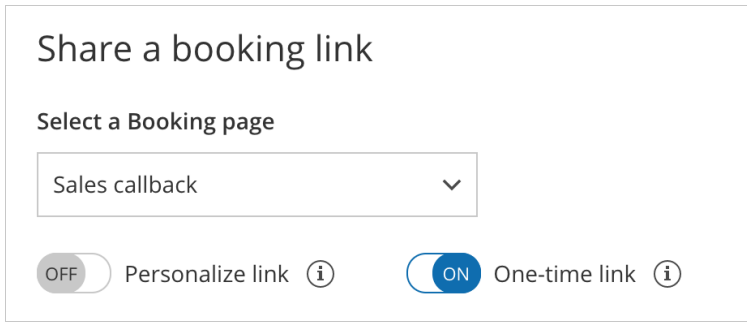 Share a booking link
Select a Booking page
Sales callback
OFF Personalize link i ON One-time link i